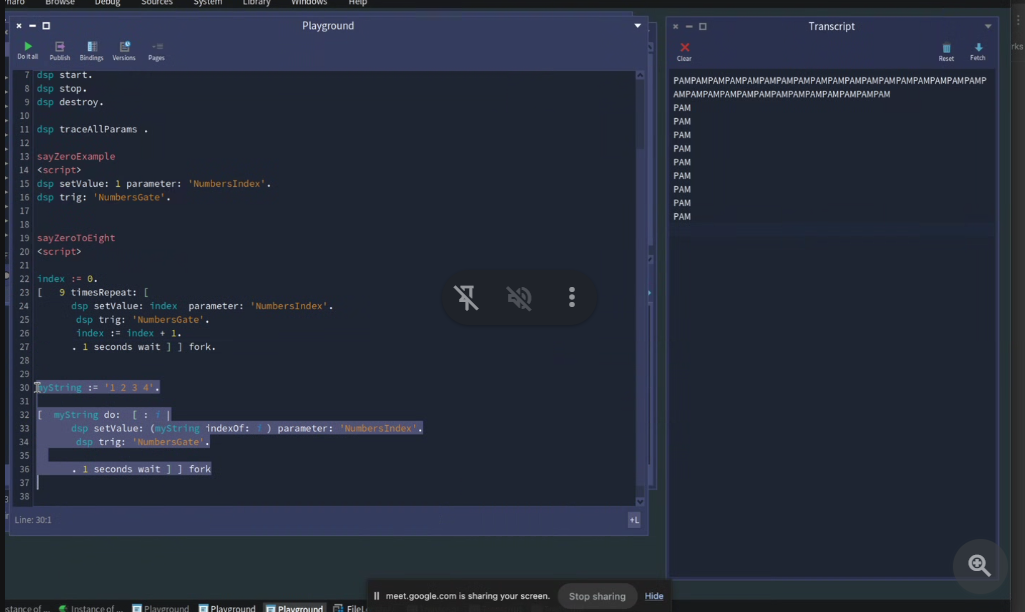 Browse Debug Sources System Library Windows Help
Playground
Do it all Publish Bindings Versions Pages
7 dsp start.
8 dsp stop.
9 dsp destroy.
10
11 dsp traceAllParams .
12
13 sayZeroExample
14 <script>
15 dsp setValue: 1 parameter: 'NumbersIndex'.
16 dsp trig: 'NumbersGate'.
17
18
19 sayZeroToEight
20 <script>
21
22 index := 0.
23 [ 9 timesRepeat: [
24 dsp setValue: index parameter: 'NumbersIndex'.
25 dsp trig: 'NumbersGate'.
26 index := index + 1.
27 . 1 seconds wait ] ] fork.
28
29
30 myString := '1 2 3 4'.
31
32 [ myString do: [ : i |
33 dsp setValue: (myString indexOf: i ) parameter: 'NumbersIndex'.
34 dsp trig: 'NumbersGate'.
35
36 . 1 seconds wait ] ] fork
37
38
Line: 30:1
+L
Transcript
Clear Reset Fetch
PAMPAMPAMPAMPAMPAMPAMPAMPAMPAMPAMPAMPAMPAMPAMPAMPAMPAMP
AMPAMPAMPAMPAMPAMPAMPAMPAMPAMPAMPAMPAM
PAM
PAM
PAM
PAM
PAM
PAM
PAM
PAM
PAM
rks
meet.google.com is sharing your screen. Stop sharing Hide
Instance of ... Playground Playground Playground